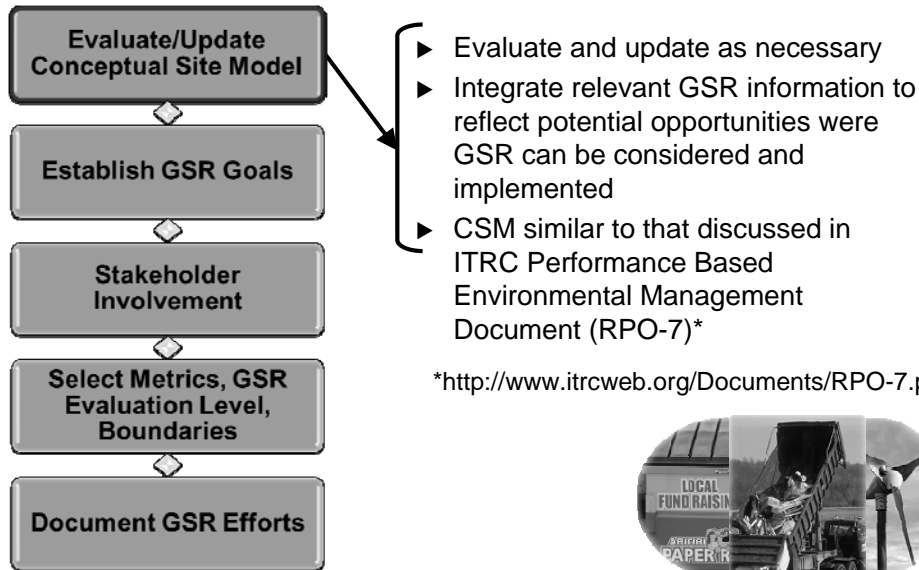 Evaluate/Update
Conceptual Site Model
Establish GSR Goals
Stakeholder
Involvement
Select Metrics, GSR
Evaluation Level,
Boundaries
Document GSR Efforts
► Evaluate and update as necessary
► Integrate relevant GSR information to
reflect potential opportunities were
GSR can be considered and
implemented
► CSM similar to that discussed in
ITRC Performance Based
Environmental Management
Document (RPO-7)*
*http://www.itrcweb.org/Documents/RPO-7.p
LOCAL
FUND RAISIN
PAPER R